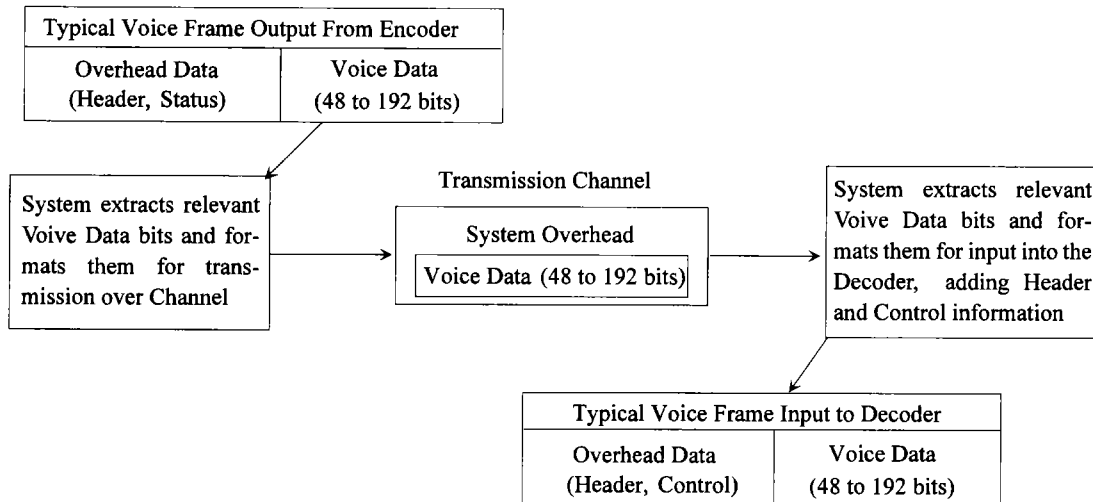 Typical Voice Frame Output From Encoder
Overhead Data
(Header, Status)
Voice Data
(48 to 192 bits)
System extracts relevant
Voive Data bits and for-
mats them for trans-
mission over Channel
Transmission Channel
System Overhead
Voice Data (48 to 192 bits)
System extracts relevant
Voive Data bits and for-
mats them for input into the
Decoder, adding Header
and Control information
Typical Voice Frame Input to Decoder
Overhead Data
(Header, Control)
Voice Data
(48 to 192 bits)